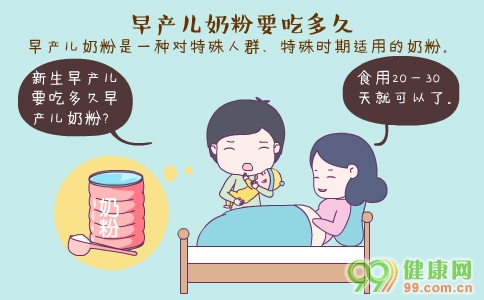 早产儿奶粉要吃多久
早产儿奶粉是一种对特殊人群、特殊时期适用的奶粉。
新生早产儿
要吃多久早
产儿奶粉?
食用20-30
天就可以了。
奶
粉
99健康网
99.com.cn